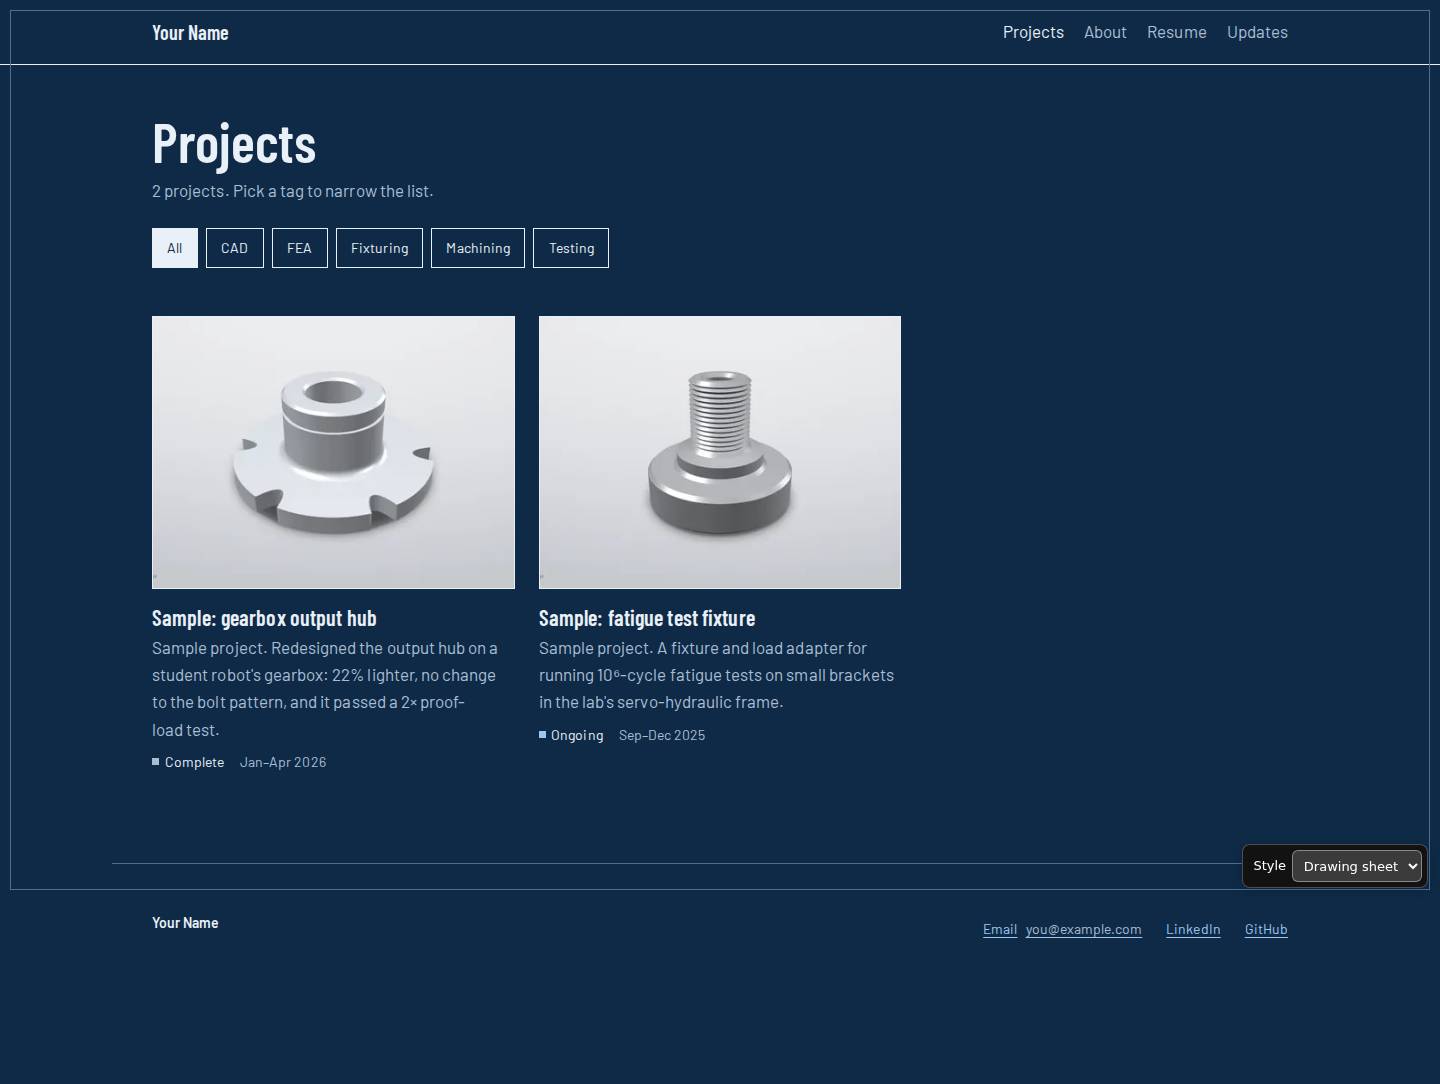 Your Name
Projects About Resume Updates
Projects
2 projects. Pick a tag to narrow the list.
All CAD FEA Fixturing Machining Testing
Sample: gearbox output hub
Sample project. Redesigned the output hub on a
student robot's gearbox: 22% lighter, no change
to the bolt pattern, and it passed a 2× proof-
load test.
Complete Jan–Apr 2026
Sample: fatigue test fixture
Sample project. A fixture and load adapter for
running 10⁶-cycle fatigue tests on small brackets
in the lab's servo-hydraulic frame.
Ongoing Sep–Dec 2025
Style Drawing sheet
Your Name
Email you@example.com LinkedIn GitHub